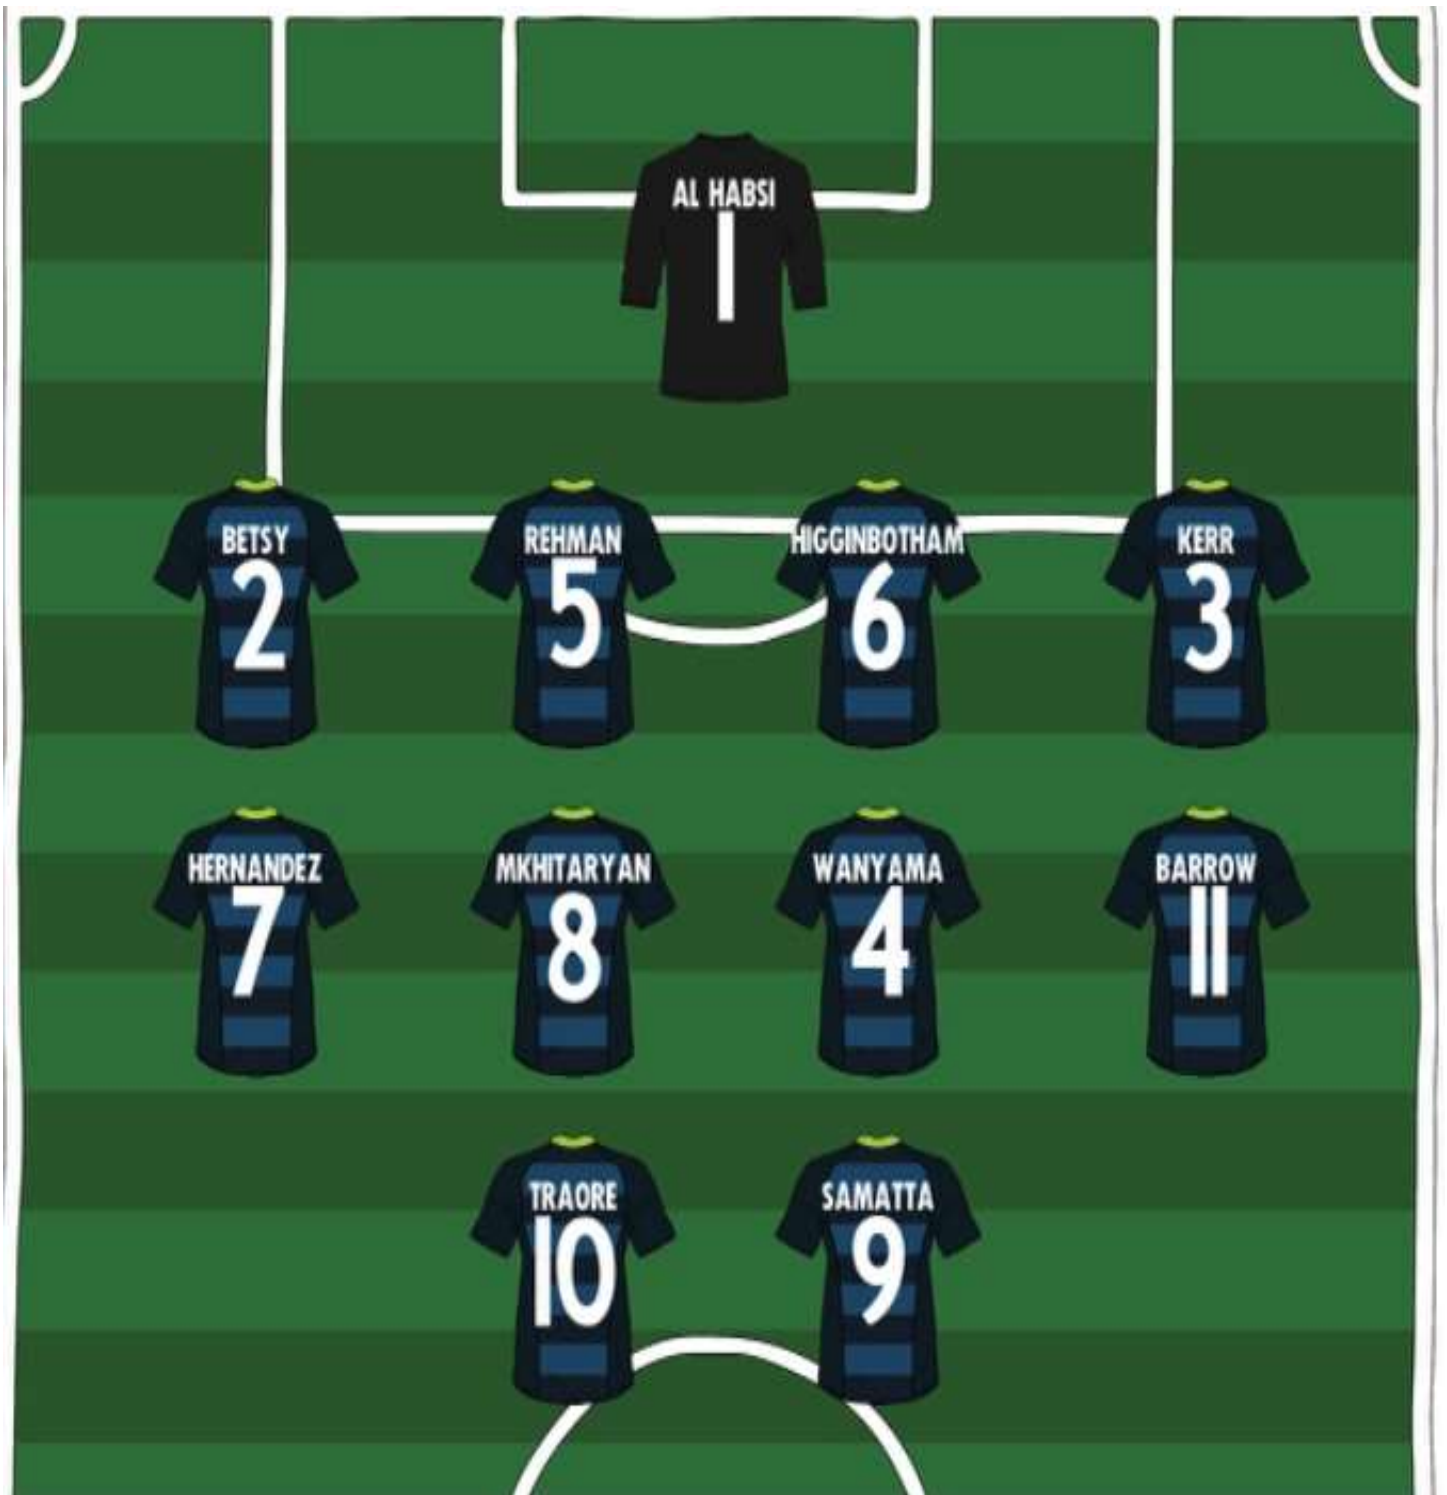 AL HABSI
1
BETSY
2
REHMAN
5
HIGGINBOTHAM
6
KERR
3
HERNANDEZ
7
MKHITARYAN
8
WANYAMA
4
BARROW
11
TRAORE
10
SAMATTA
9